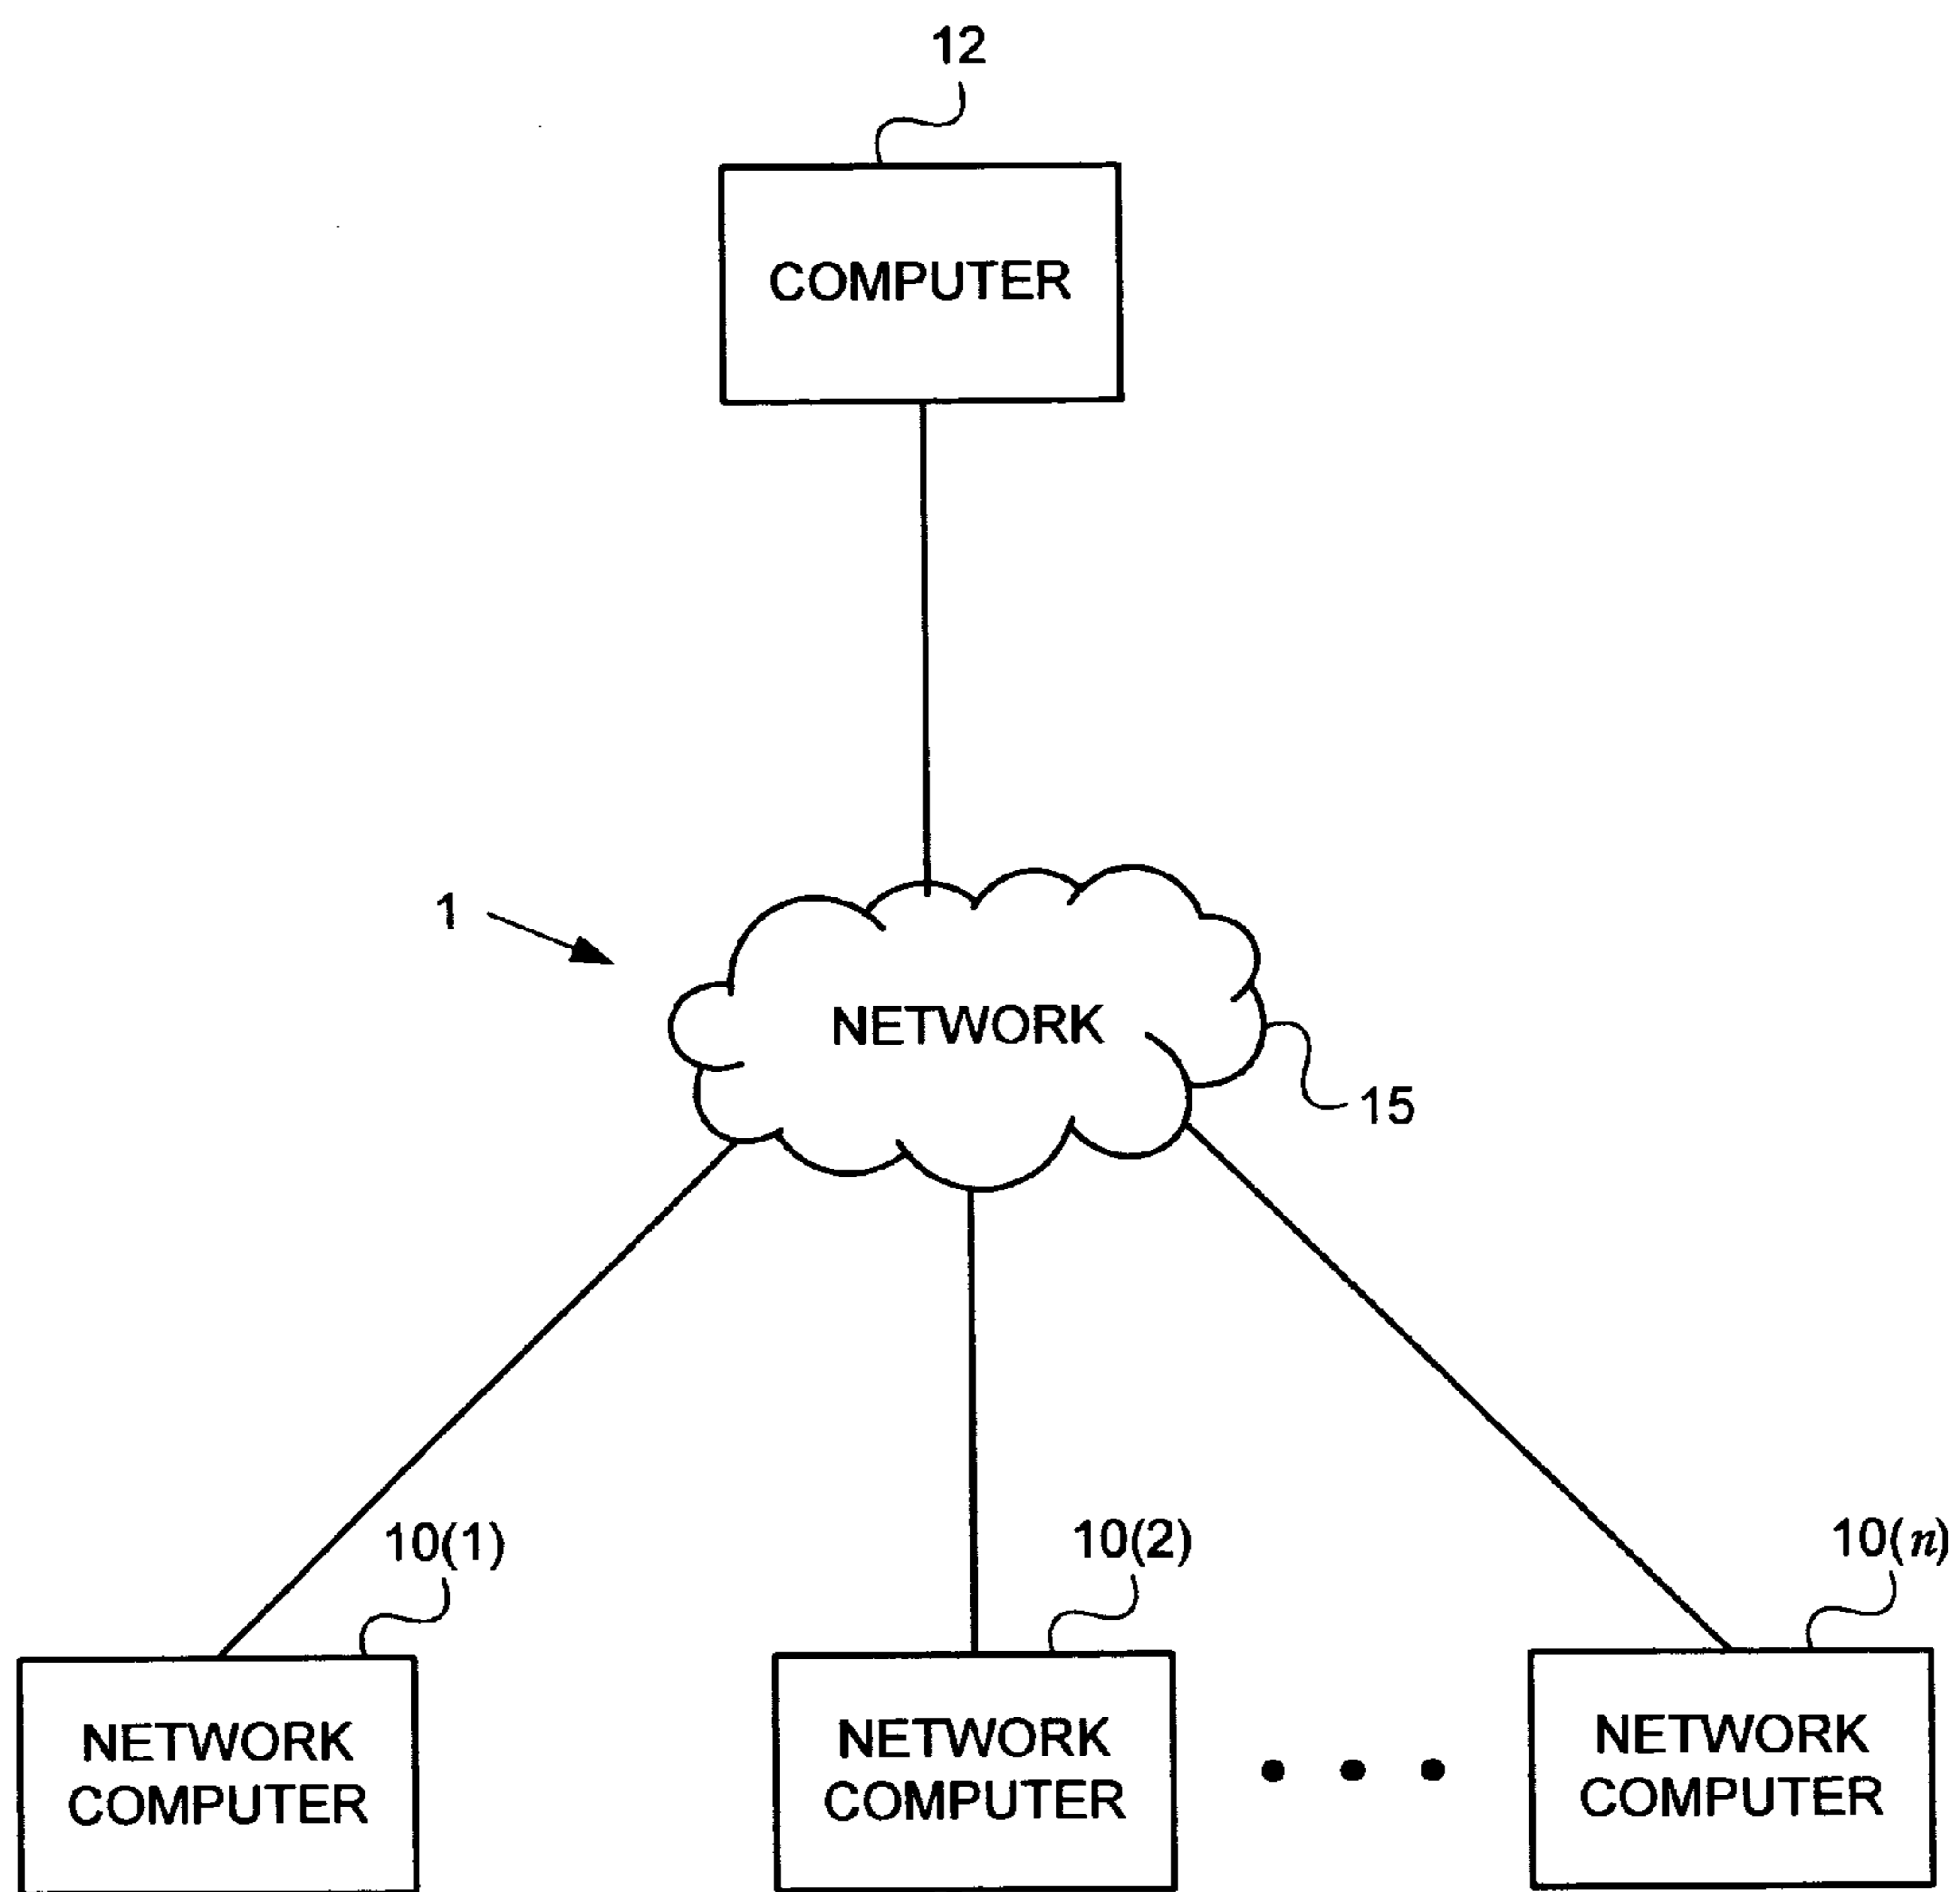 12
COMPUTER
1
NETWORK
15
10(1)
10(2)
10(n)
NETWORK
COMPUTER
NETWORK
COMPUTER
NETWORK
COMPUTER